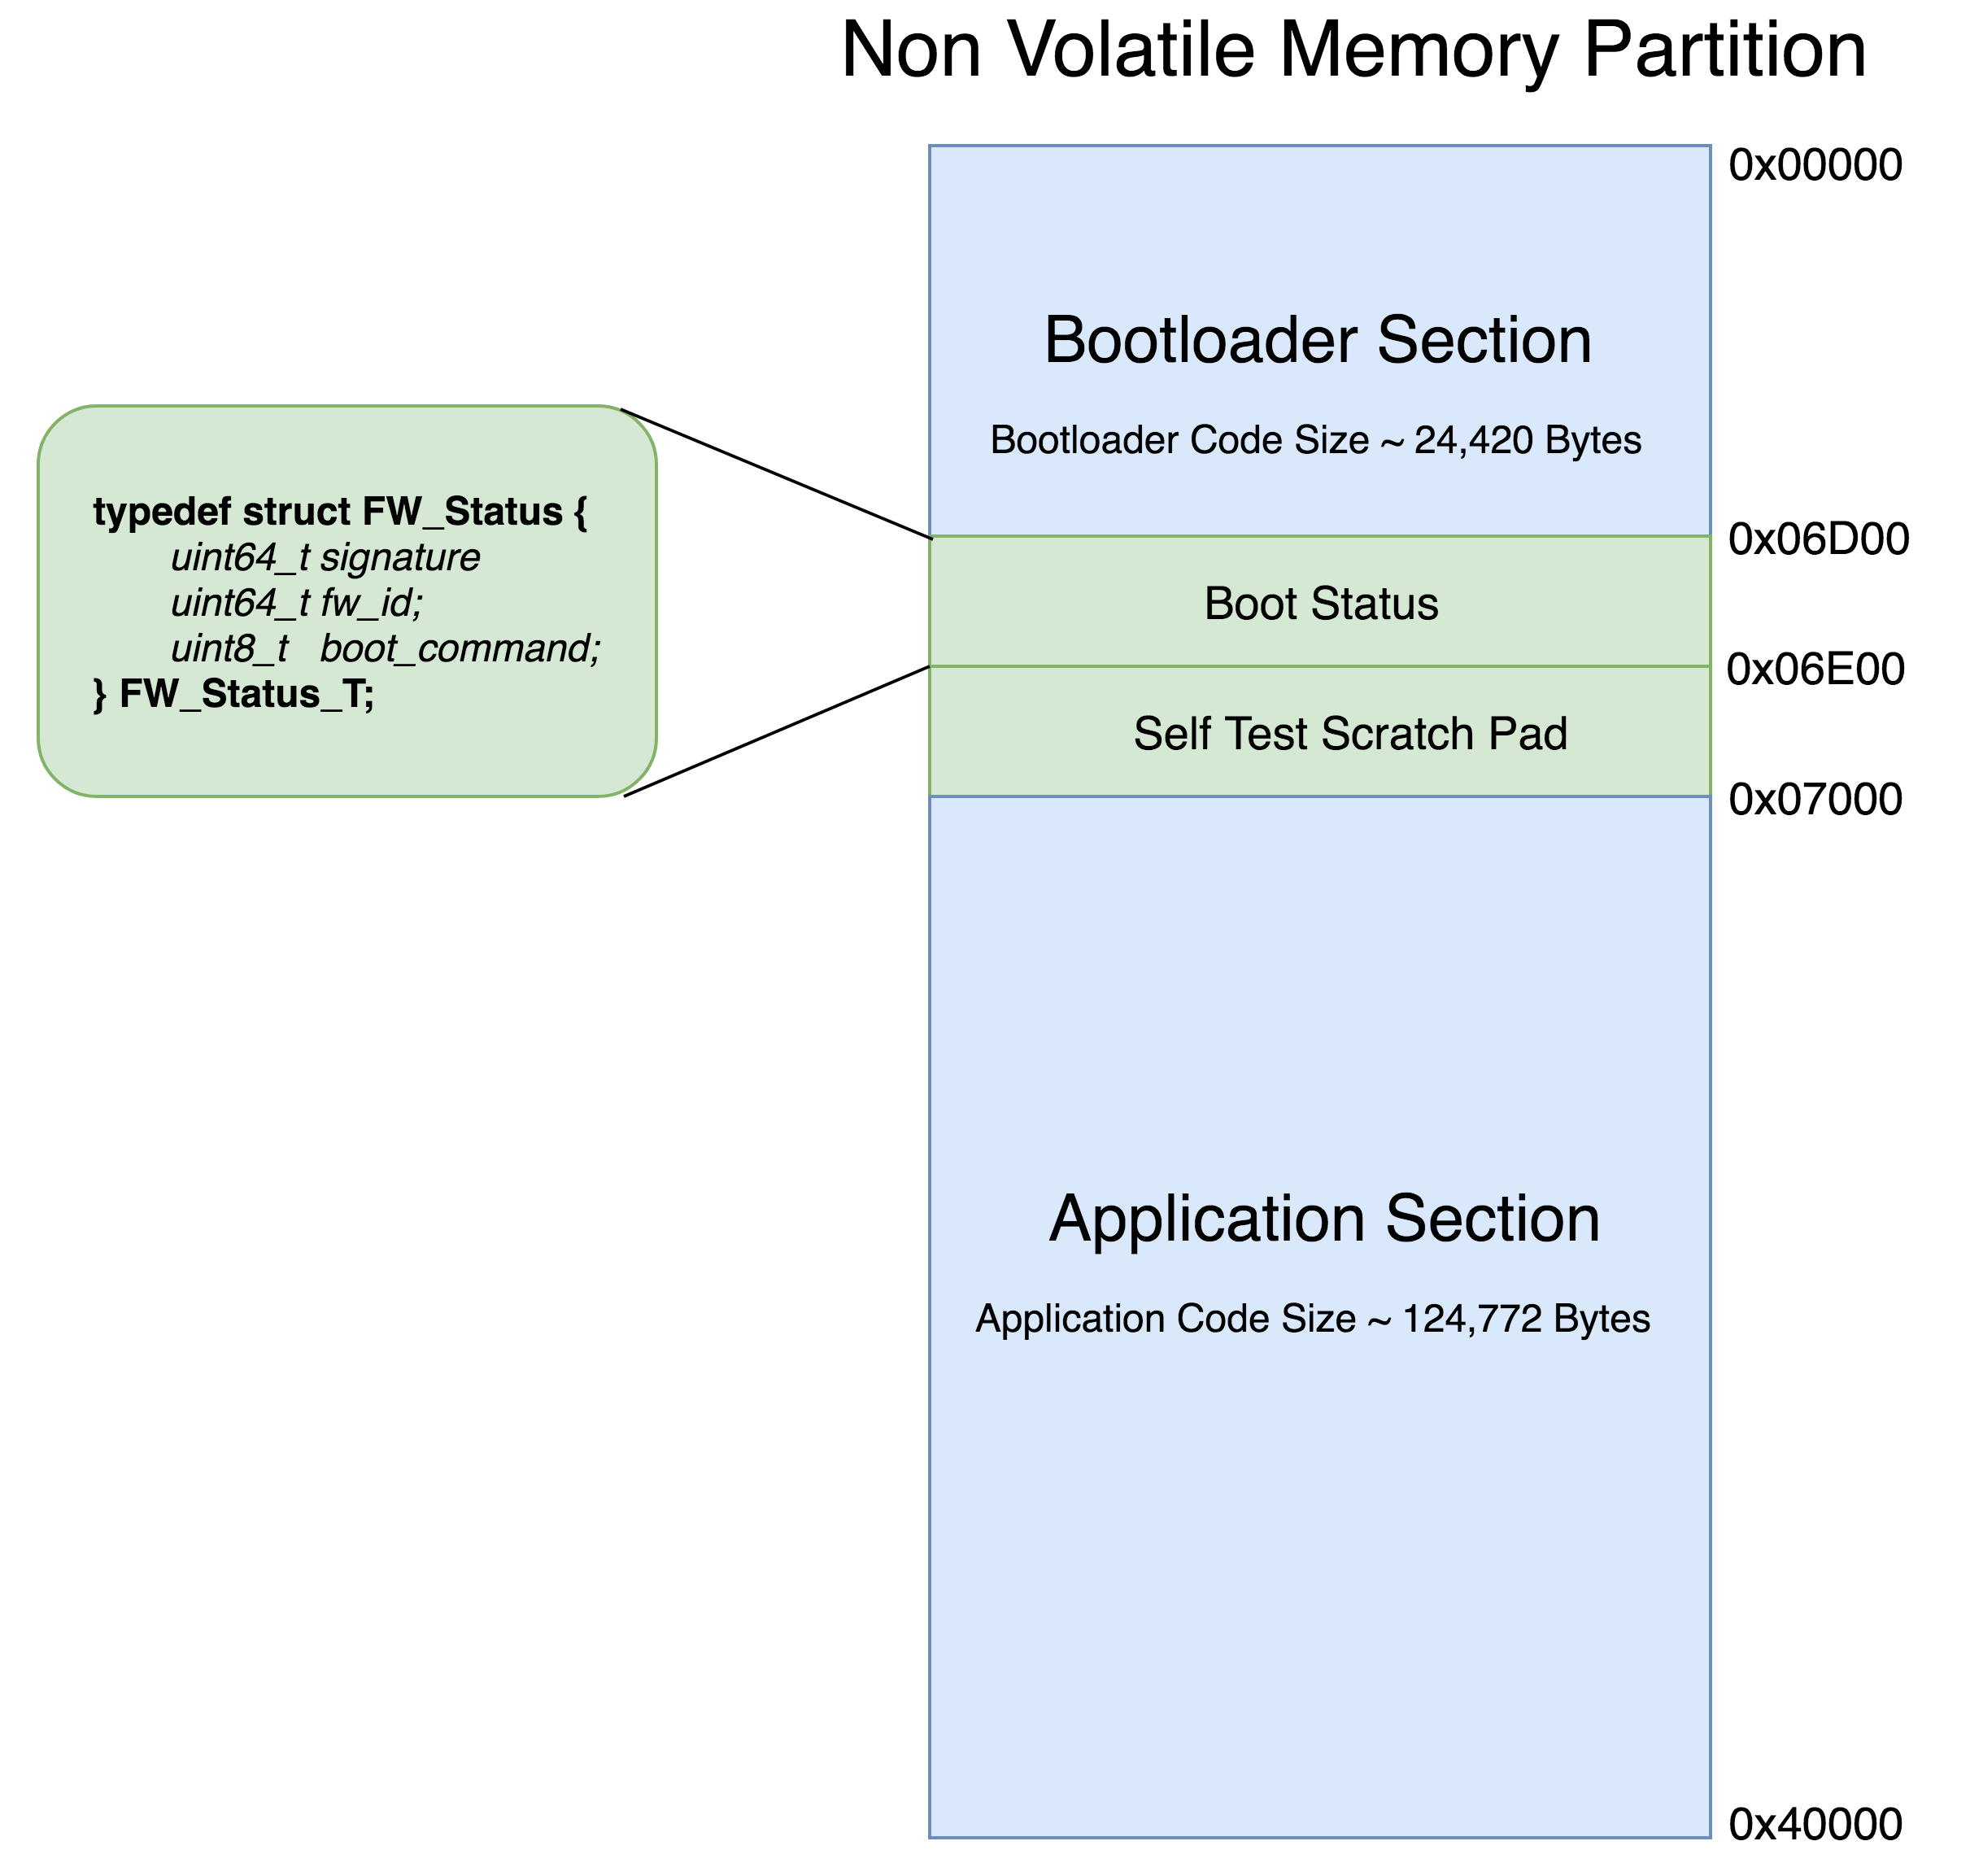 Non Volatile Memory Partition
0x00000
Bootloader Section
Bootloader Code Size ~ 24,420 Bytes
typedef struct FW_Status {
uint64_t signature
uint64_t fw_id;
uint8_t boot_command;
} FW_Status_T;
0x06D00
Boot Status
0x06E00
Self Test Scratch Pad
0x07000
Application Section
Application Code Size ~ 124,772 Bytes
0x40000